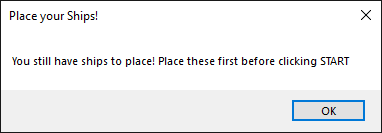 Place your Ships!
You still have ships to place! Place these first before clicking START
OK